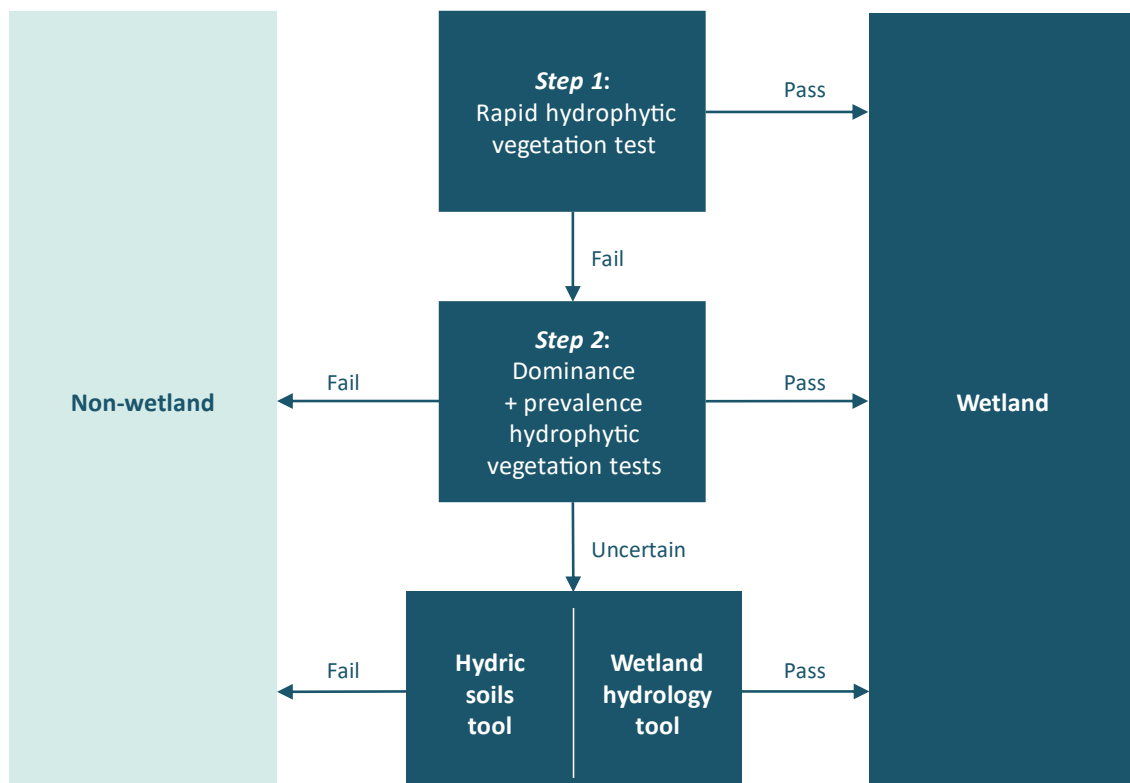 Step 1:
Rapid hydrophytic
vegetation test
Pass
Fail
Step 2:
Dominance
+ prevalence
hydrophytic
vegetation tests
Fail
Pass
Non-wetland
Wetland
Uncertain
Hydric
soils
tool
Wetland
hydrology
tool
Fail
Pass